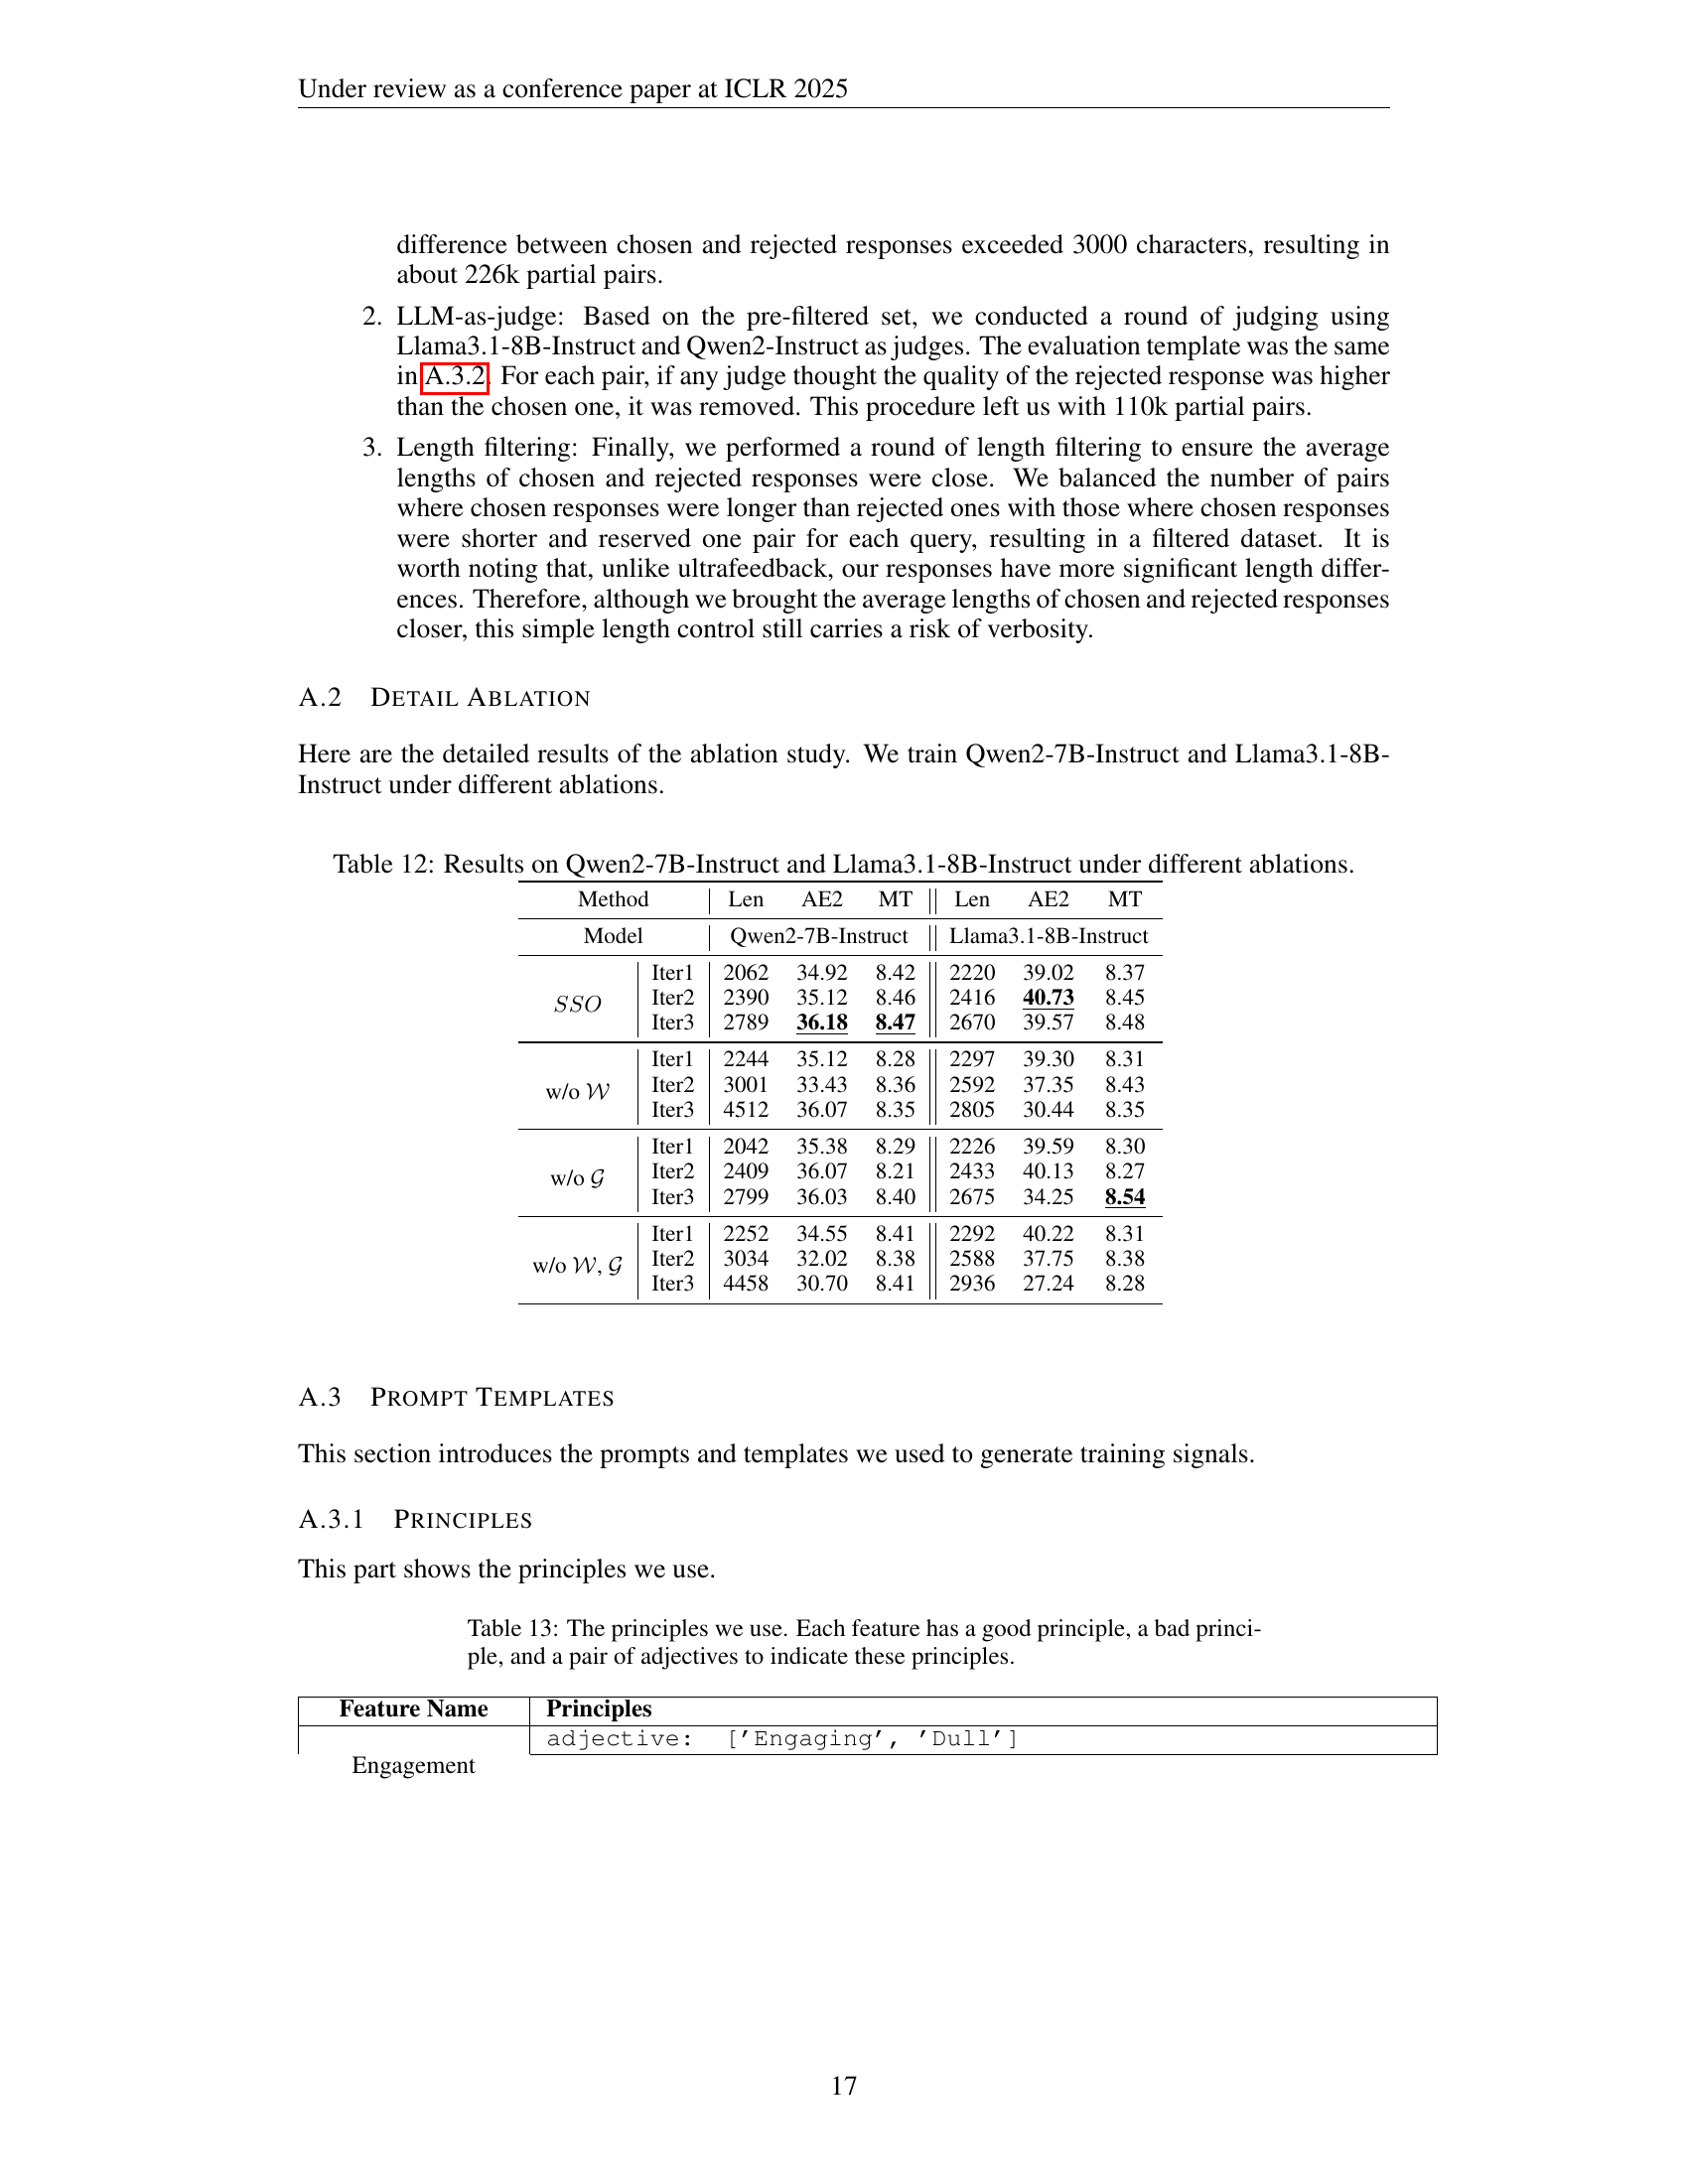 Under review as a conference paper at ICLR 2025
difference between chosen and rejected responses exceeded 3000 characters, resulting in
about 226k partial pairs.
2. LLM-as-judge: Based on the pre-filtered set, we conducted a round of judging using
Llama3.1-8B-Instruct and Qwen2-Instruct as judges. The evaluation template was the same
in A.3.2. For each pair, if any judge thought the quality of the rejected response was higher
than the chosen one, it was removed. This procedure left us with 110k partial pairs.
3. Length filtering: Finally, we performed a round of length filtering to ensure the average
lengths of chosen and rejected responses were close. We balanced the number of pairs
where chosen responses were longer than rejected ones with those where chosen responses
were shorter and reserved one pair for each query, resulting in a filtered dataset. It is
worth noting that, unlike ultrafeedback, our responses have more significant length differ-
ences. Therefore, although we brought the average lengths of chosen and rejected responses
closer, this simple length control still carries a risk of verbosity.
A.2 DETAIL ABLATION
Here are the detailed results of the ablation study. We train Qwen2-7B-Instruct and Llama3.1-8B-
Instruct under different ablations.
Table 12: Results on Qwen2-7B-Instruct and Llama3.1-8B-Instruct under different ablations.
Method Len AE2 MT Len AE2 MT
Model Qwen2-7B-Instruct Llama3.1-8B-Instruct
SSO
Iter1 2062 34.92 8.42 2220 39.02 8.37
Iter2 2390 35.12 8.46 2416 40.73 8.45
Iter3 2789 36.18 8.47 2670 39.57 8.48
w/o 𝒲
Iter1 2244 35.12 8.28 2297 39.30 8.31
Iter2 3001 33.43 8.36 2592 37.35 8.43
Iter3 4512 36.07 8.35 2805 30.44 8.35
w/o 𝒢
Iter1 2042 35.38 8.29 2226 39.59 8.30
Iter2 2409 36.07 8.21 2433 40.13 8.27
Iter3 2799 36.03 8.40 2675 34.25 8.54
w/o 𝒲, 𝒢
Iter1 2252 34.55 8.41 2292 40.22 8.31
Iter2 3034 32.02 8.38 2588 37.75 8.38
Iter3 4458 30.70 8.41 2936 27.24 8.28
A.3 PROMPT TEMPLATES
This section introduces the prompts and templates we used to generate training signals.
A.3.1 PRINCIPLES
This part shows the principles we use.
Table 13: The principles we use. Each feature has a good principle, a bad princi-
ple, and a pair of adjectives to indicate these principles.
Feature Name Principles
adjective: ['Engaging', 'Dull']
Engagement
17